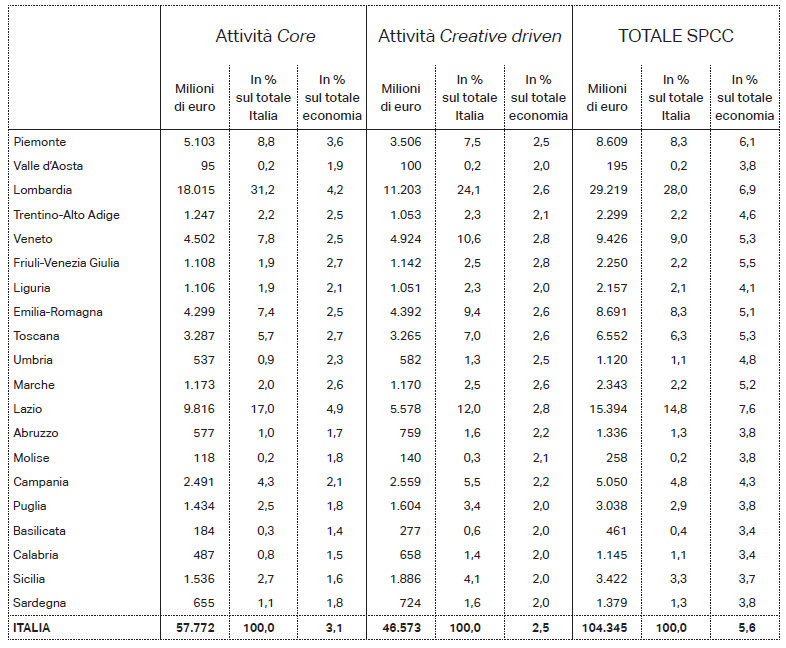 Attività Core Attività Creative driven TOTALE SPCC
Milioni di euro In % sul totale Italia In % sul totale economia Milioni di euro In % sul totale Italia In % sul totale economia Milioni di euro In % sul totale Italia In % sul totale economia
Piemonte 5.103 8,8 3,6 3.506 7,5 2,5 8.609 8,3 6,1
Valle d'Aosta 95 0,2 1,9 100 0,2 2,0 195 0,2 3,8
Lombardia 18.015 31,2 4,2 11.203 24,1 2,6 29.219 28,0 6,9
Trentino-Alto Adige 1.247 2,2 2,5 1.053 2,3 2,1 2.299 2,2 4,6
Veneto 4.502 7,8 2,5 4.924 10,6 2,8 9.426 9,0 5,3
Friuli-Venezia Giulia 1.108 1,9 2,7 1.142 2,5 2,8 2.250 2,2 5,5
Liguria 1.106 1,9 2,1 1.051 2,3 2,0 2.157 2,1 4,1
Emilia-Romagna 4.299 7,4 2,5 4.392 9,4 2,6 8.691 8,3 5,1
Toscana 3.287 5,7 2,7 3.265 7,0 2,6 6.552 6,3 5,3
Umbria 537 0,9 2,3 582 1,3 2,5 1.120 1,1 4,8
Marche 1.173 2,0 2,6 1.170 2,5 2,6 2.343 2,2 5,2
Lazio 9.816 17,0 4,9 5.578 12,0 2,8 15.394 14,8 7,6
Abruzzo 577 1,0 1,7 759 1,6 2,2 1.336 1,3 3,8
Molise 118 0,2 1,8 140 0,3 2,1 258 0,2 3,8
Campania 2.491 4,3 2,1 2.559 5,5 2,2 5.050 4,8 4,3
Puglia 1.434 2,5 1,8 1.604 3,4 2,0 3.038 2,9 3,8
Basilicata 184 0,3 1,4 277 0,6 2,0 461 0,4 3,4
Calabria 487 0,8 1,5 658 1,4 2,0 1.145 1,1 3,4
Sicilia 1.536 2,7 1,6 1.886 4,1 2,0 3.422 3,3 3,7
Sardegna 655 1,1 1,8 724 1,6 2,0 1.379 1,3 3,8
ITALIA 57.772 100,0 3,1 46.573 100,0 2,5 104.345 100,0 5,6